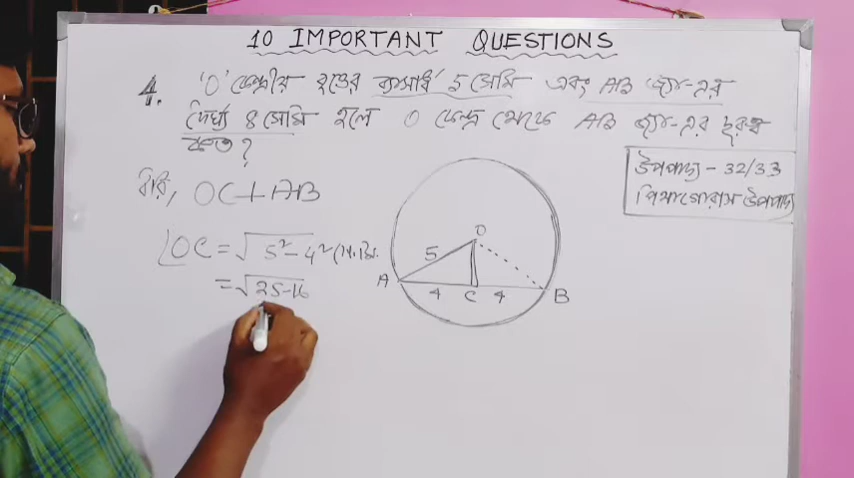 10 IMPORTANT QUESTIONS
4. 'O' কেন্দ্রীয় বৃত্তের ব্যাসার্ধ 5 সেমি এবং AB জ্যা-এর
দৈর্ঘ্য 8 সেমি হলে O কেন্দ্র থেকে AB জ্যা-এর দূরত্ব
কত?
উপপাদ্য - 32/33
পিথাগোরাস উপপাদ্য
ধরি, OC⊥AB
OC = √5²-4²
= √25-16
O
5
A
4
C
4
B